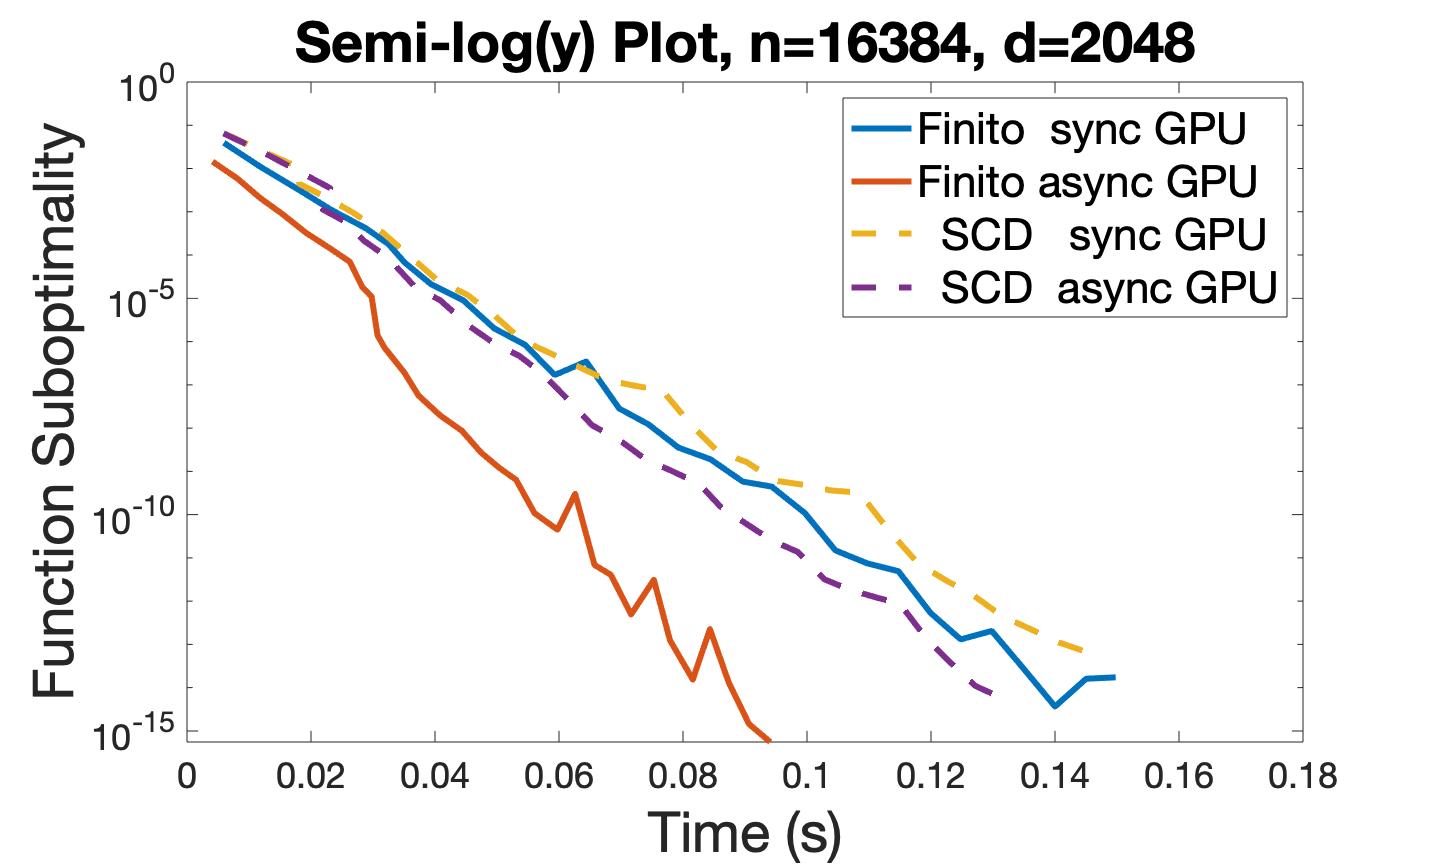 Semi-log(y) Plot, n=16384, d=2048
Function Suboptimality
10^0
10^-5
10^-10
10^-15
Finito sync GPU
Finito async GPU
SCD sync GPU
SCD async GPU
0 0.02 0.04 0.06 0.08 0.1 0.12 0.14 0.16 0.18
Time (s)